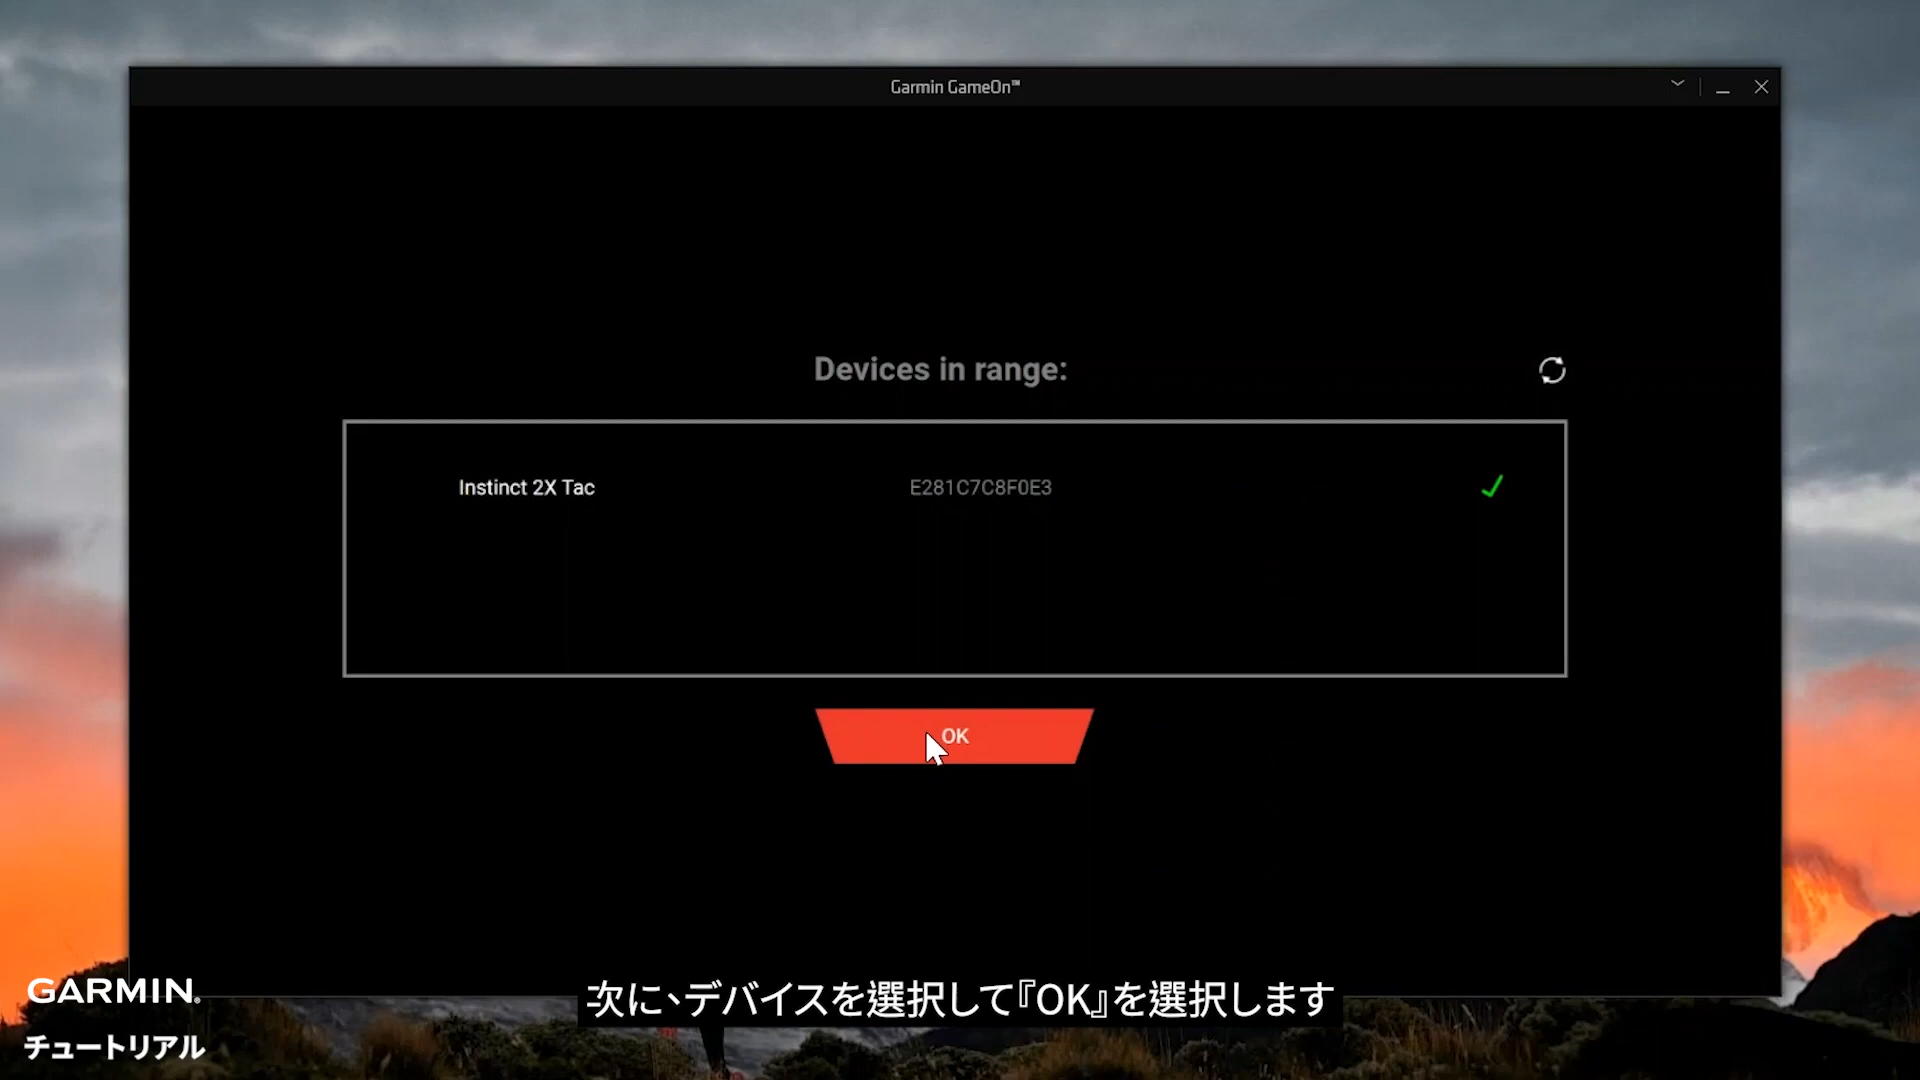 Garmin GameOn™
Devices in range:
Instinct 2X Tac E281C7C8F0E3
OK
次に、デバイスを選択して『OK』を選択します
GARMIN®
チュートリアル